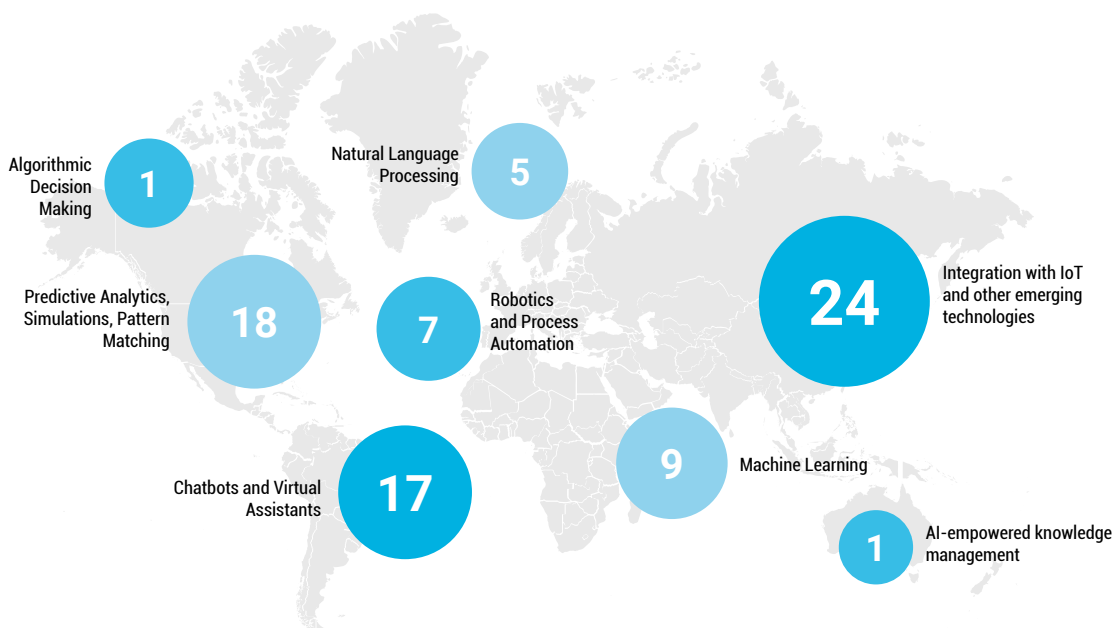 Algorithmic
Decision
Making
1
Natural Language
Processing
5
Predictive Analytics,
Simulations, Pattern
Matching
18
7
Robotics
and Process
Automation
24
Integration with IoT
and other emerging
technologies
Chatbots and Virtual
Assistants
17
9
Machine Learning
1
AI-empowered knowledge
management